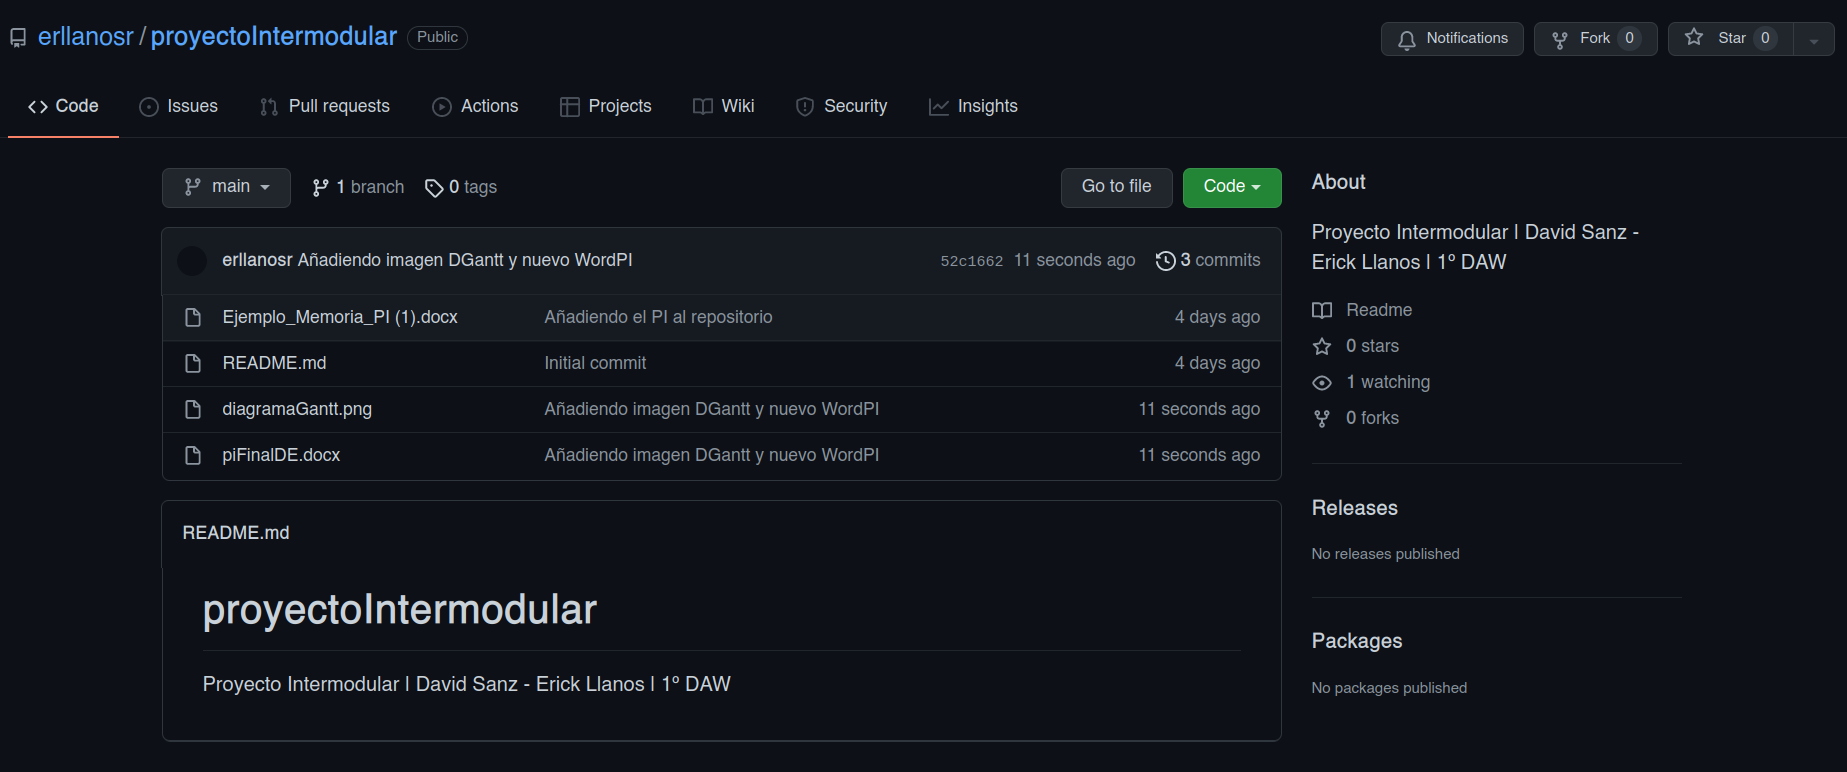 erllanosr / proyectoIntermodular Public
Notifications Fork 0 Star 0
Code Issues Pull requests Actions Projects Wiki Security Insights
main 1 branch 0 tags Go to file Code
erllanosr Añadiendo imagen DGantt y nuevo WordPI 52c1662 11 seconds ago 3 commits
Ejemplo_Memoria_PI (1).docx Añadiendo el PI al repositorio 4 days ago
README.md Initial commit 4 days ago
diagramaGantt.png Añadiendo imagen DGantt y nuevo WordPI 11 seconds ago
piFinalDE.docx Añadiendo imagen DGantt y nuevo WordPI 11 seconds ago
README.md
proyectoIntermodular
Proyecto Intermodular | David Sanz - Erick Llanos | 1º DAW
About
Proyecto Intermodular | David Sanz -
Erick Llanos | 1º DAW
Readme
0 stars
1 watching
0 forks
Releases
No releases published
Packages
No packages published